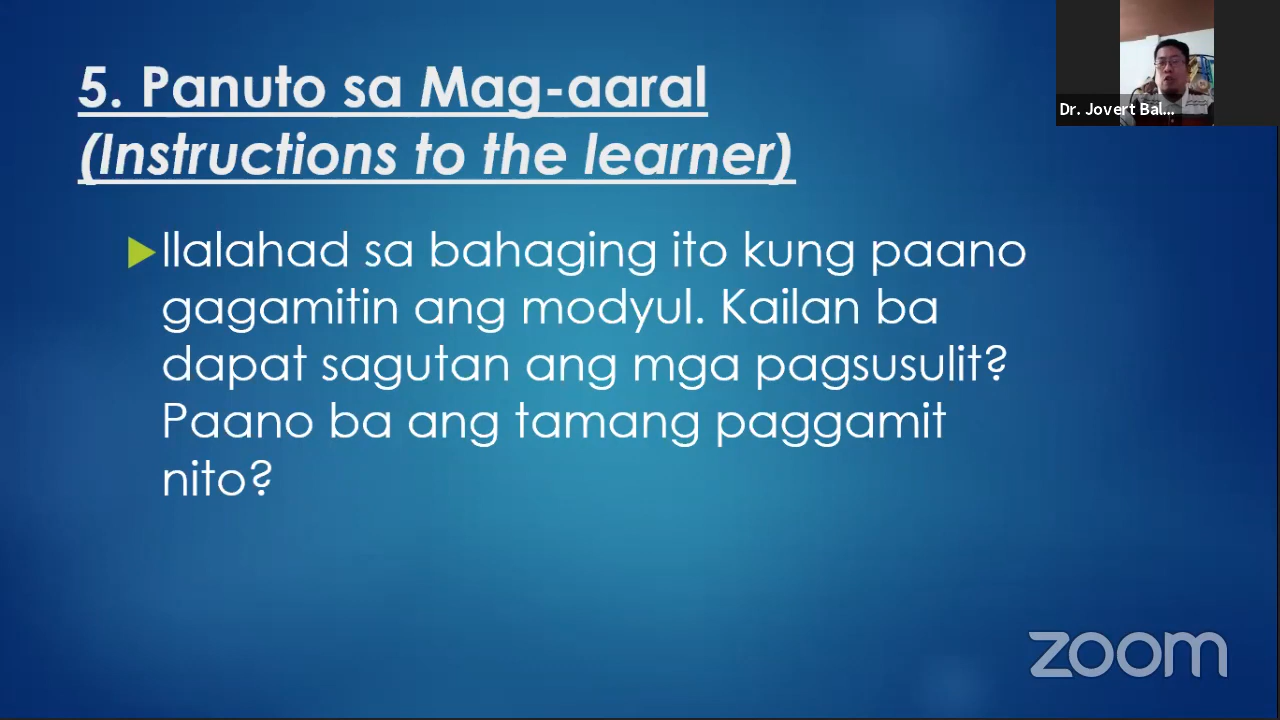 5. Panuto sa Mag-aaral
(Instructions to the learner)
Ilalahad sa bahaging ito kung paano
gagamitin ang modyul. Kailan ba
dapat sagutan ang mga pagsusulit?
Paano ba ang tamang paggamit
nito?
Dr. Jovert Bal...
zoom